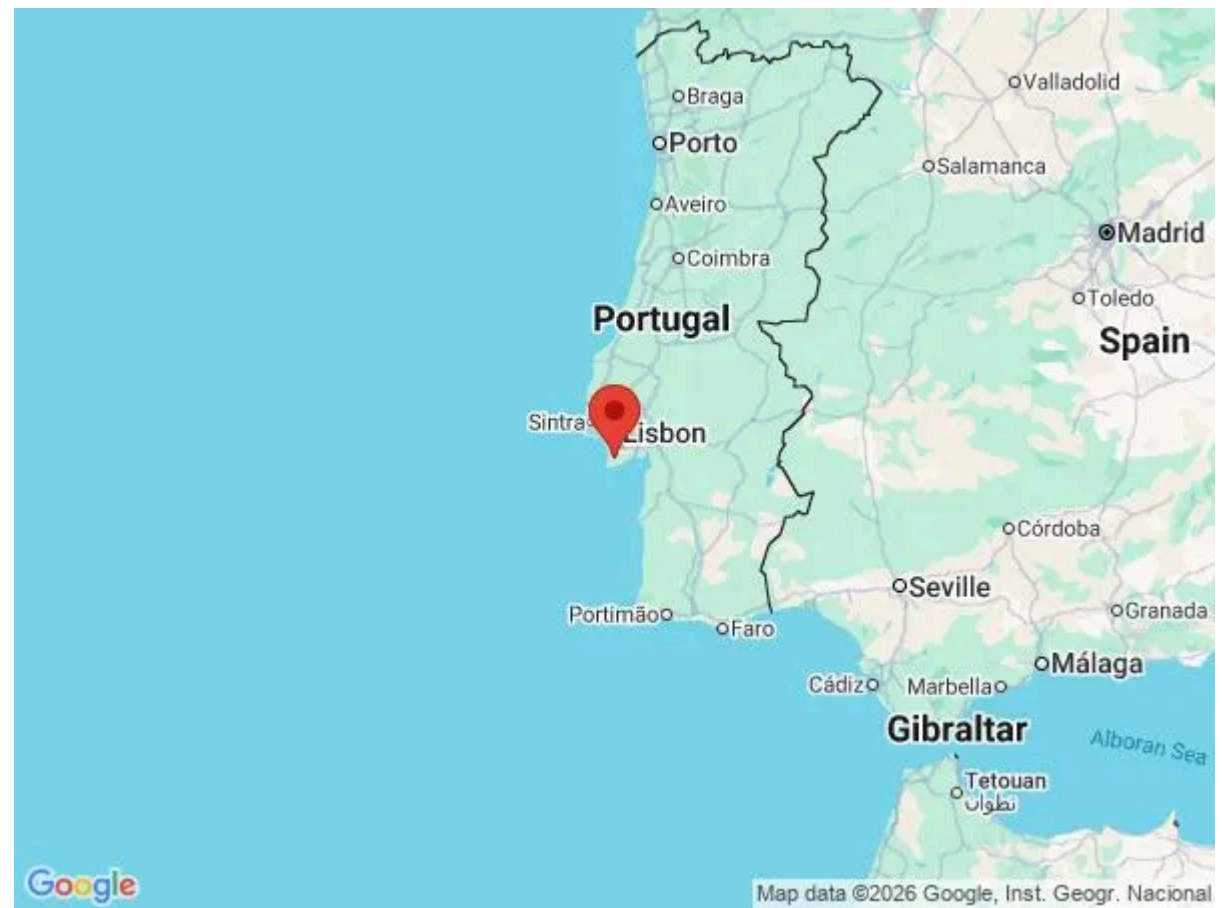 Braga
Valladolid
Porto
Salamanca
Aveiro
Madrid
Coimbra
Toledo
Portugal
Spain
Sintra
Lisbon
Córdoba
Seville
Portimão
Granada
Faro
Málaga
Cádiz
Marbella
Gibraltar
Alboran Sea
Tetouan
تطوان
Google
Map data ©2026 Google, Inst. Geogr. Nacional